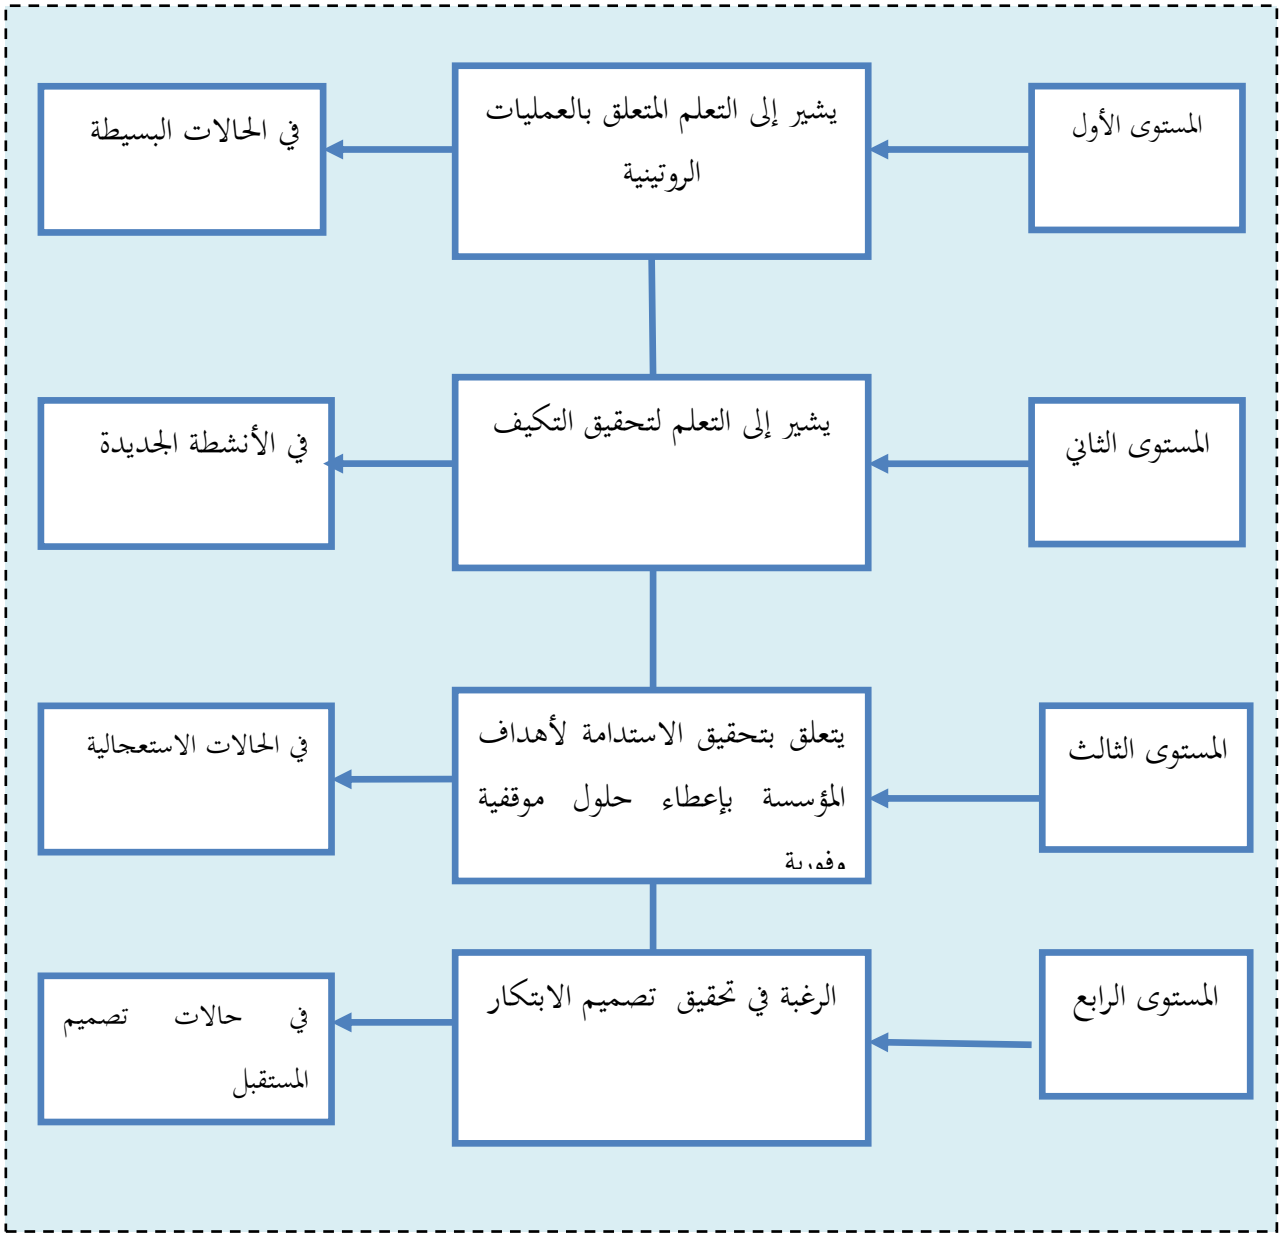 المستوى الأول
يشير إلى التعلم المتعلق بالعمليات
الروتينية
في الحالات البسيطة
المستوى الثاني
يشير إلى التعلم لتحقيق التكيف
في الأنشطة الجديدة
المستوى الثالث
يتعلق بتحقيق الاستدامة لأهداف
المؤسسة بإعطاء حلول موقفية
وفورية
في الحالات الاستعجالية
المستوى الرابع
الرغبة في تحقيق تصميم الابتكار
في حالات تصميم
المستقبل